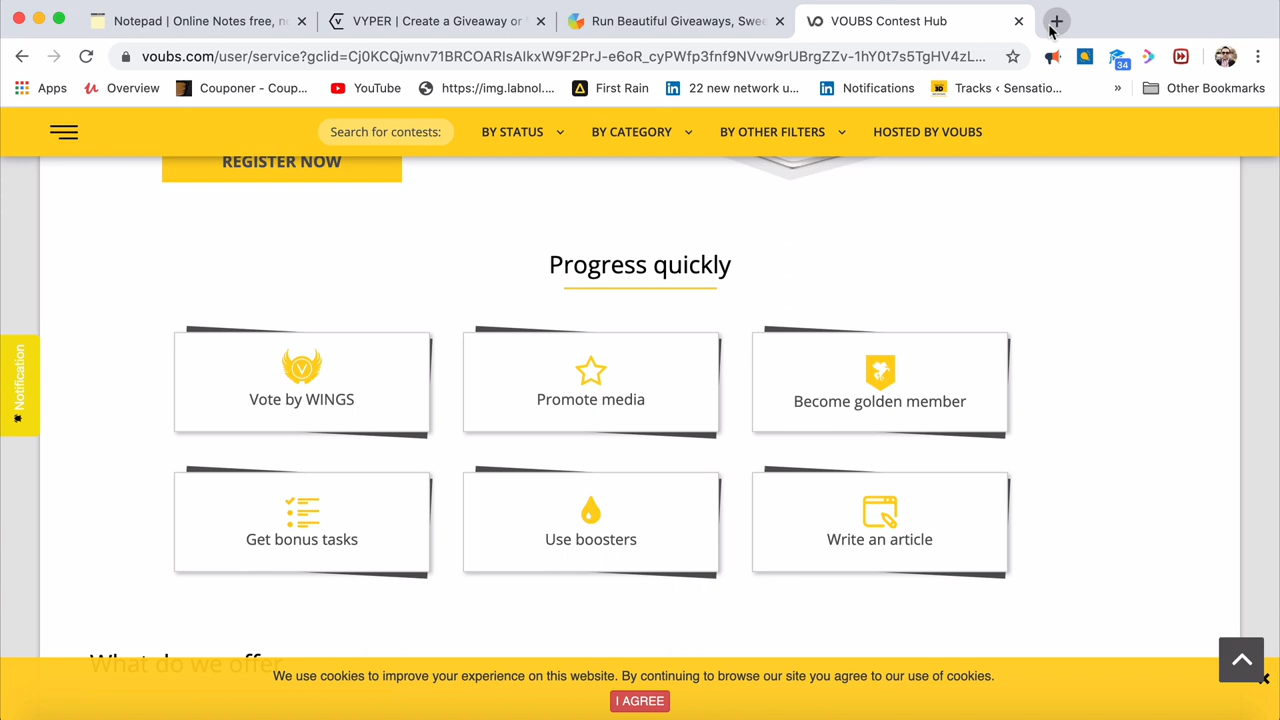 Notepad | Online Notes free, n
VYPER | Create a Giveaway or
Run Beautiful Giveaways, Swee
VOUBS Contest Hub
voubs.com/user/service?gclid=Cj0KCQjwnv71BRCOARIsAIkxW9F2PrJ-e6oR_cyPWfp3fnf9NVvw9rUBrgZZv-1hY0t7s5TgHV4zL...
34
Apps
Overview
Couponer - Coup...
YouTube
https://img.labnol....
First Rain
22 new network u...
Notifications
Tracks ‹ Sensatio...
»
Other Bookmarks
Search for contests:
BY STATUS
BY CATEGORY
BY OTHER FILTERS
HOSTED BY VOUBS
REGISTER NOW
Progress quickly
Notification
Vote by WINGS
Promote media
Become golden member
Get bonus tasks
Use boosters
Write an article
What do we offer
We use cookies to improve your experience on this website. By continuing to browse our site you agree to our use of cookies.
I AGREE